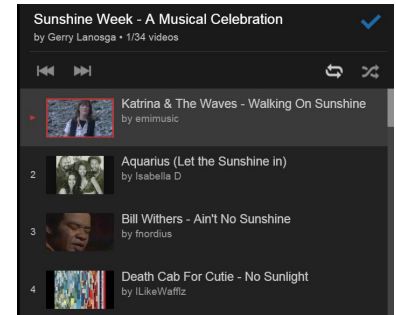 Sunshine Week - A Musical Celebration
by Gerry Lanosga • 1/34 videos
Katrina & The Waves - Walking On Sunshine
by emimusic
2
Aquarius (Let the Sunshine in)
by Isabella D
3
Bill Withers - Ain't No Sunshine
by fnordius
4
Death Cab For Cutie - No Sunlight
by ILikeWafflz